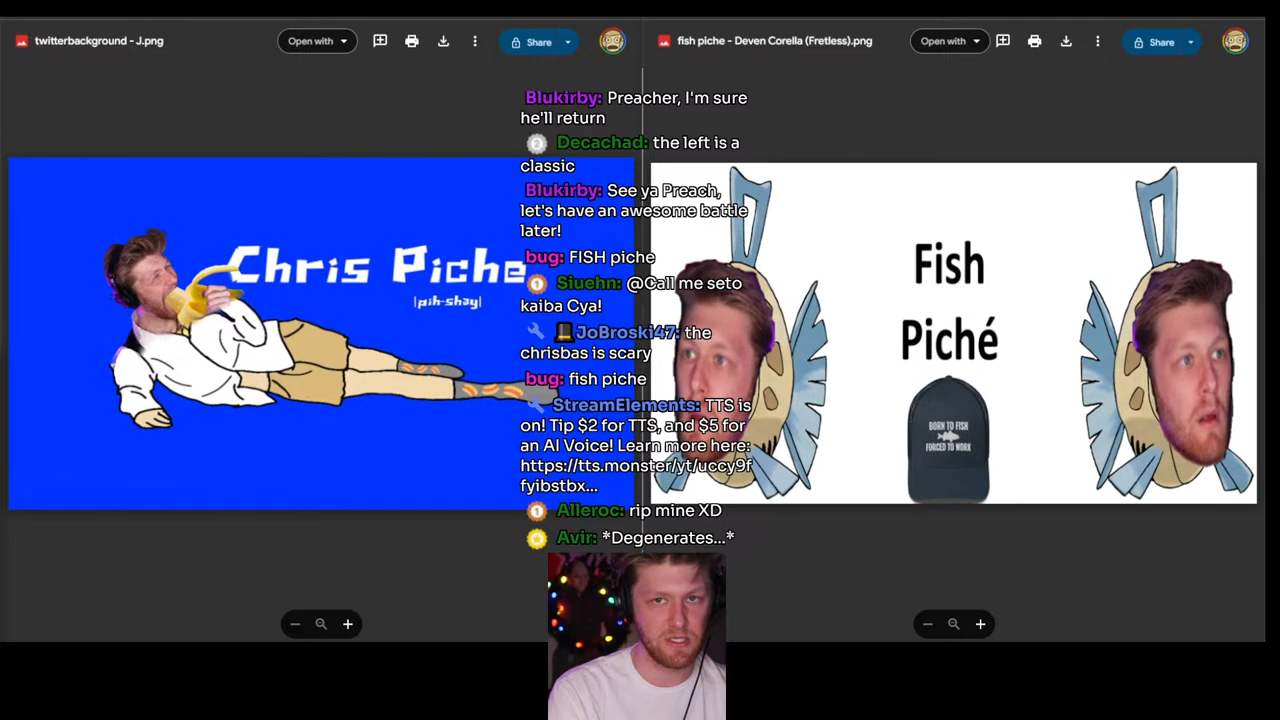 twitterbackground - J.png
Open with
Share
fish piche - Deven Corella (Fretless).png
Open with
Share
Chris Piche
|pih-shay|
Blukirby: Preacher, I'm sure
he'll return
2 Decachad: the left is a
classic
Blukirby: See ya Preach,
let's have an awesome battle
later!
bug: FISH piche
1 Siuehn: @Call me seto
kaiba Cya!
JoBroski47: the
chrisbas is scary
bug: fish piche
StreamElements: TTS is
on! Tip $2 for TTS, and $5 for
an AI Voice! Learn more here:
https://tts.monster/yt/uccy9f
fyibstbx...
1 Alleroc: rip mine XD
Avir: *Degenerates...*
Fish
Piché
BORN TO FISH
FORCED TO WORK